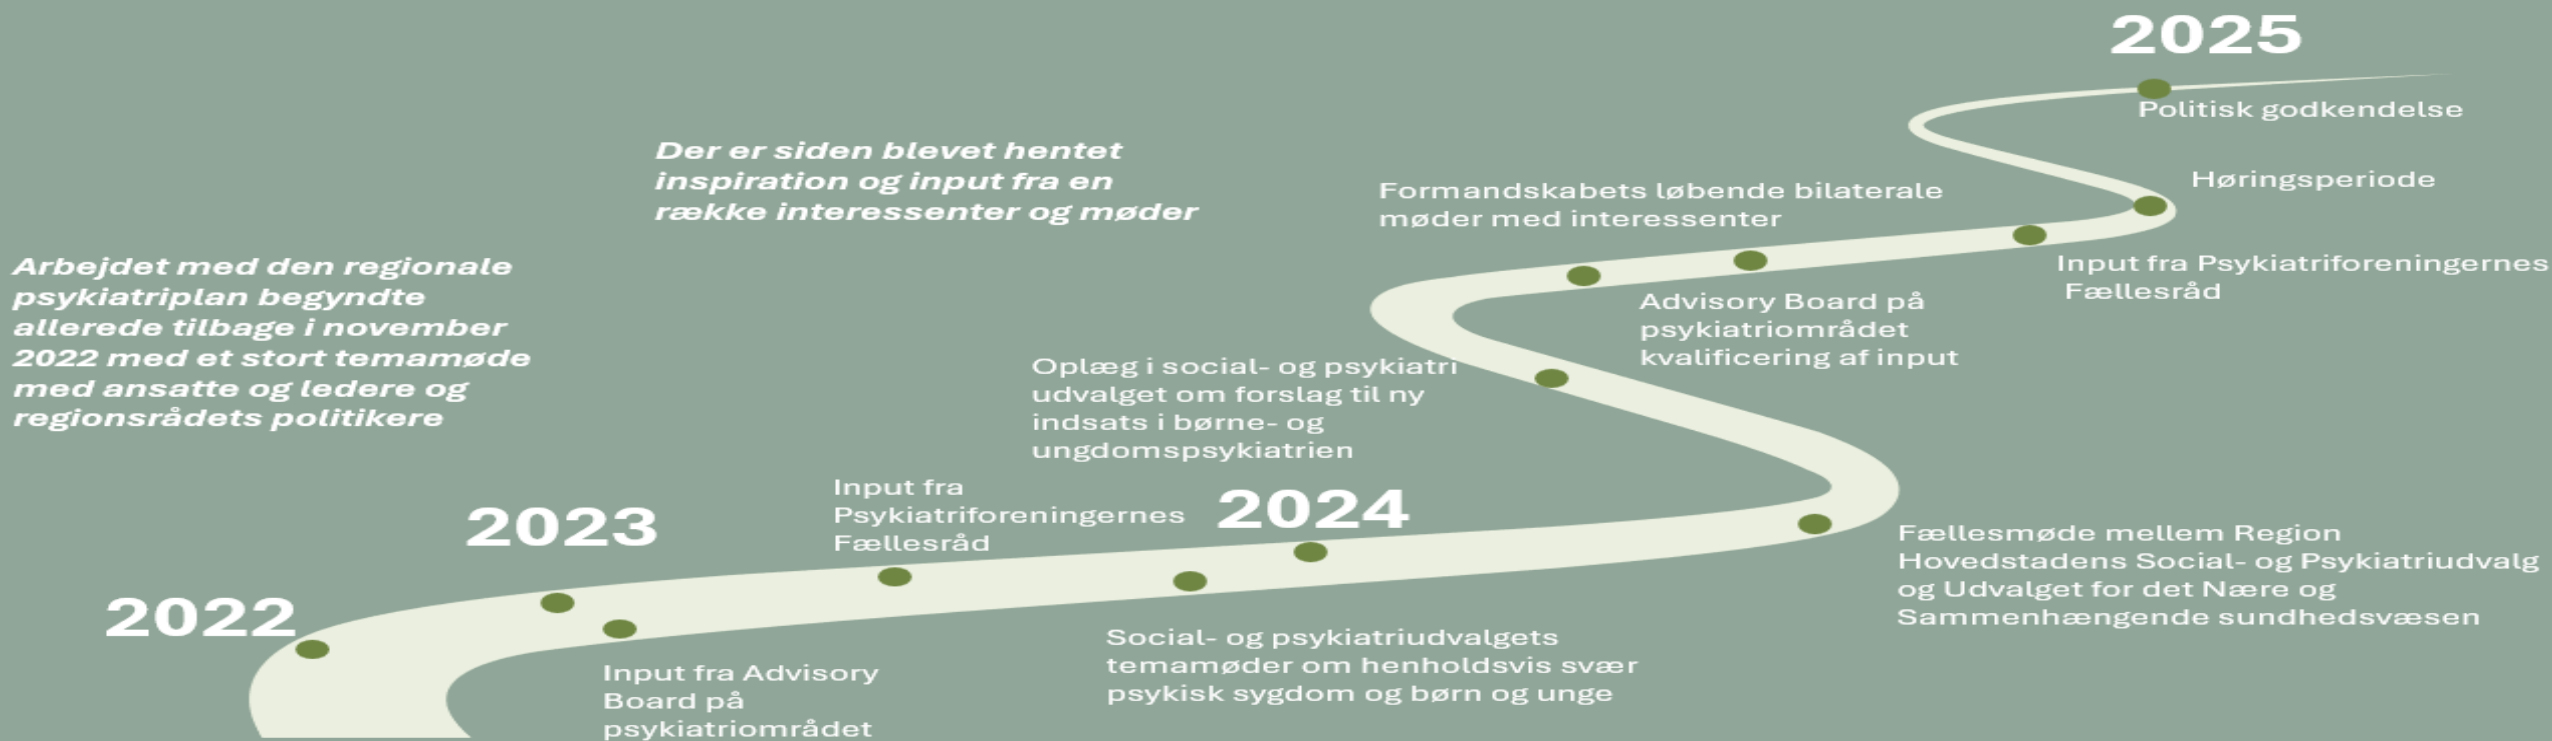 Arbejdet med den regionale
psykiatriplan begyndte
allerede tilbage i november
2022 med et stort temamøde
med ansatte og ledere og
regionsrådets politikere
Der er siden blevet hentet
inspiration og input fra en
række interessenter og møder
2022
2023
Input fra Advisory
Board på
psykiatriområdet
Input fra
Psykiatriforeningernes
Fællesråd
Social- og psykiatriudvalgets
temamøder om henholdsvis svær
psykisk sygdom og børn og unge
2024
Fællesmøde mellem Region
Hovedstadens Social- og Psykiatriudvalg
og Udvalget for det Nære og
Sammenhængende sundhedsvæsen
Oplæg i social- og psykiatri
udvalget om forslag til ny
indsats i børne- og
ungdomspsykiatrien
Formandskabets løbende bilaterale
møder med interessenter
Advisory Board på
psykiatriområdet
kvalificering af input
Input fra Psykiatriforeningernes
Fællesråd
Høringsperiode
2025
Politisk godkendelse